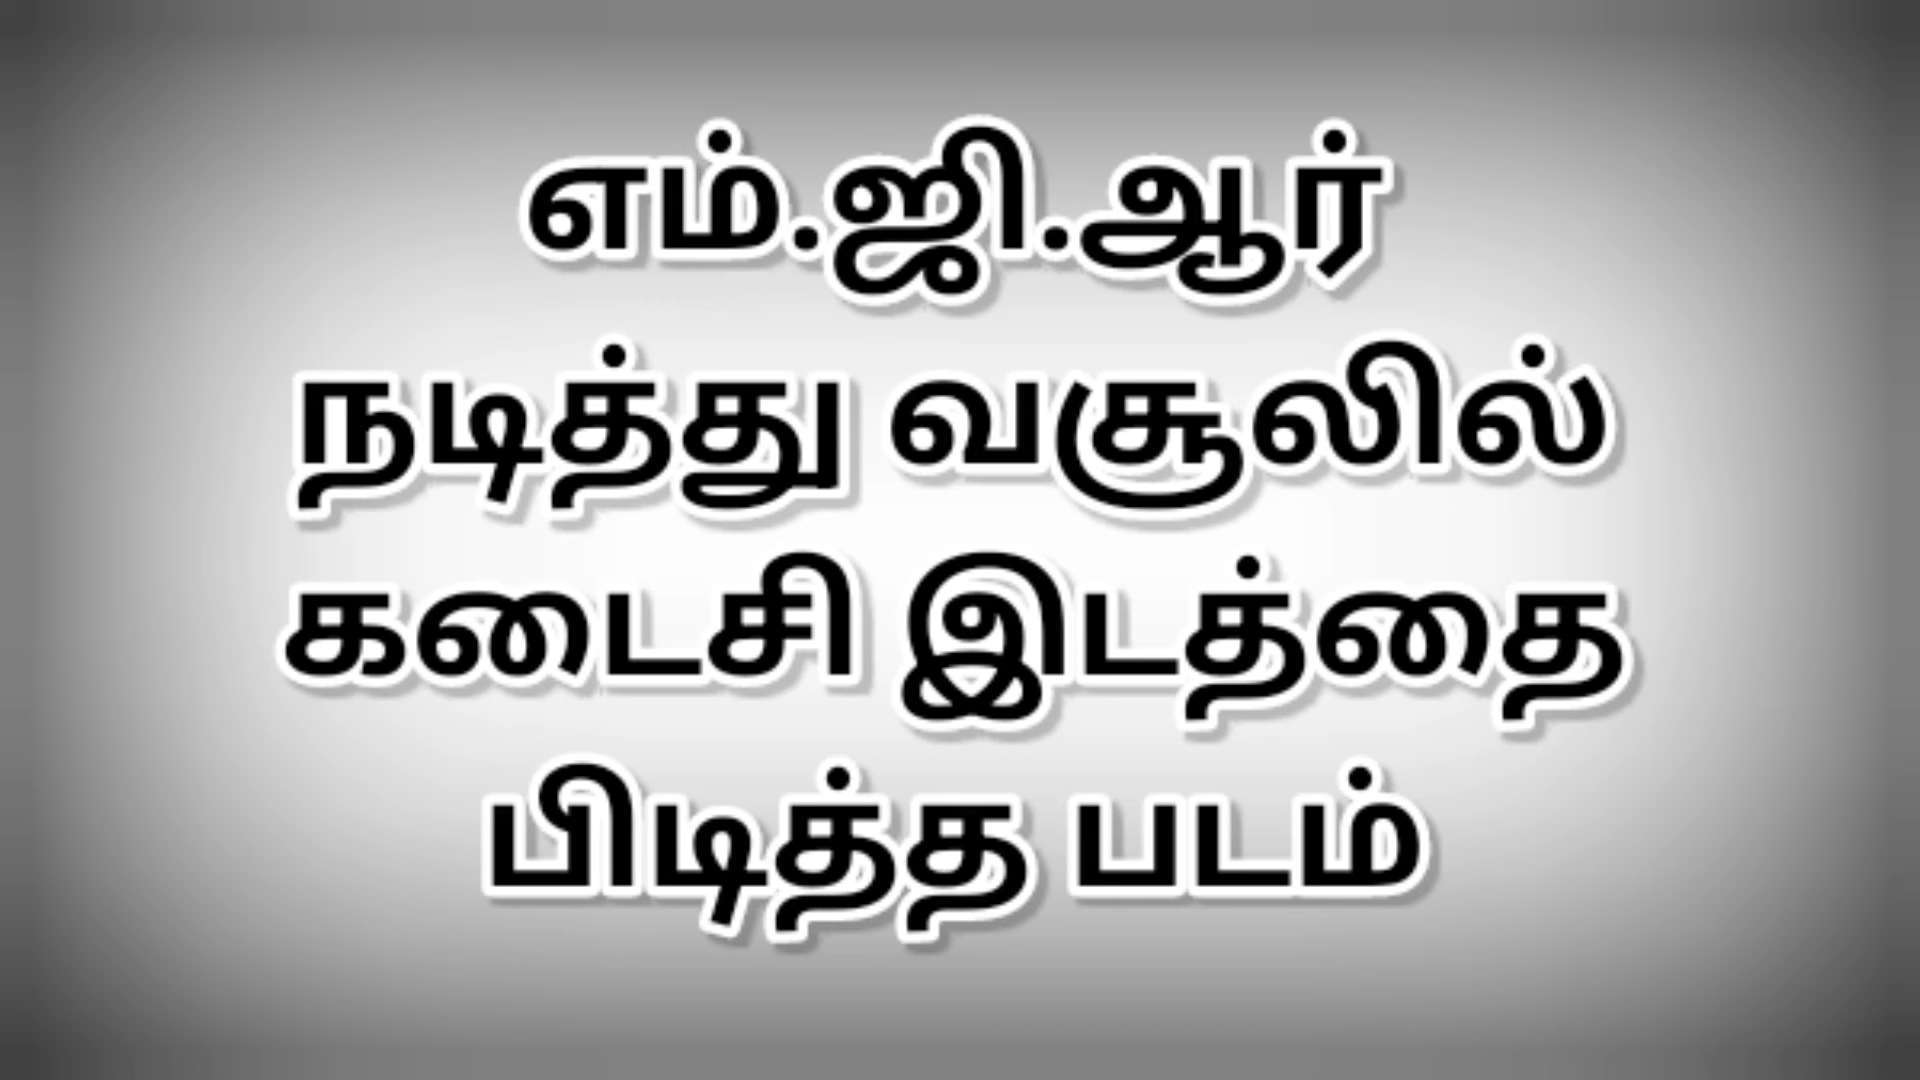 எம்.ஜி.ஆர்
நடித்து வசூலில்
கடைசி இடத்தை
பிடித்த படம்